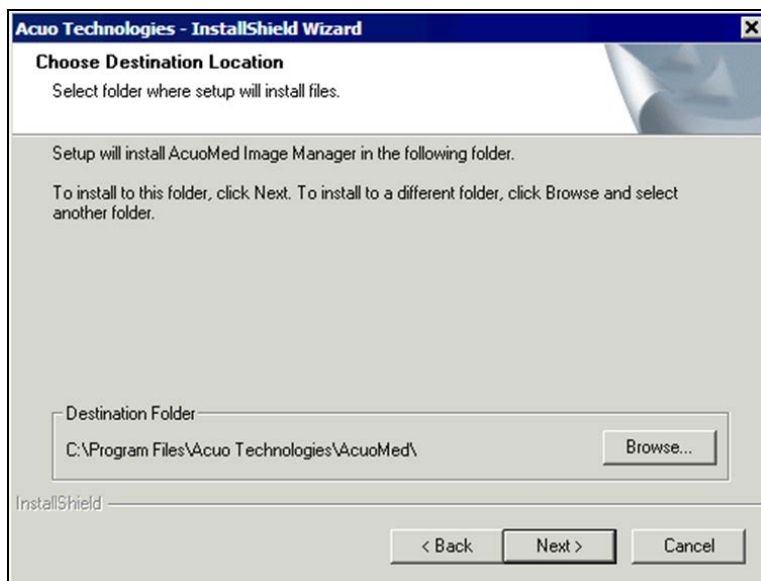 Acuo Technologies - InstallShield Wizard
Choose Destination Location
Select folder where setup will install files.
Setup will install AcuoMed Image Manager in the following folder.
To install to this folder, click Next. To install to a different folder, click Browse and select
another folder.
Destination Folder
C:\Program Files\Acuo Technologies\AcuoMed\
Browse...
InstallShield
< Back
Next >
Cancel